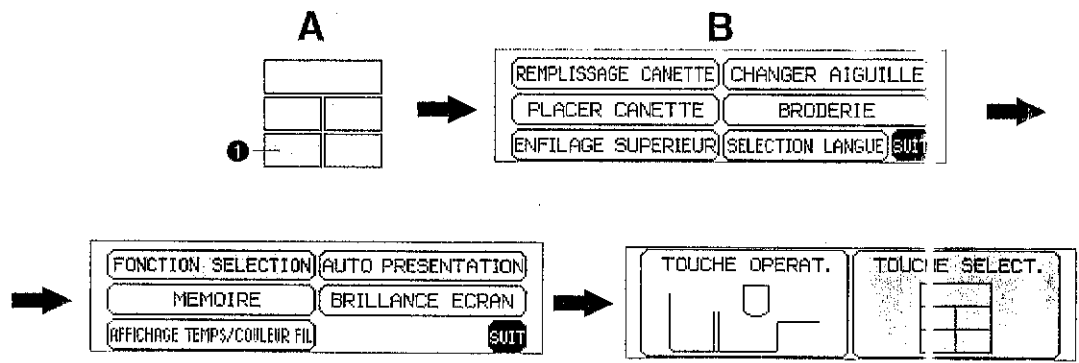 A
B
❶
REMPLISSAGE CANETTE CHANGER AIGUILLE
PLACER CANETTE BRODERIE
ENFILAGE SUPERIEUR SELECTION LANGUE SUIT
FONCTION SELECTION AUTO PRESENTATION
MEMOIRE BRILLANCE ECRAN
AFFICHAGE TEMPS/COULEUR FIL SUIT
TOUCHE OPERAT. TOUCHE SELECT.